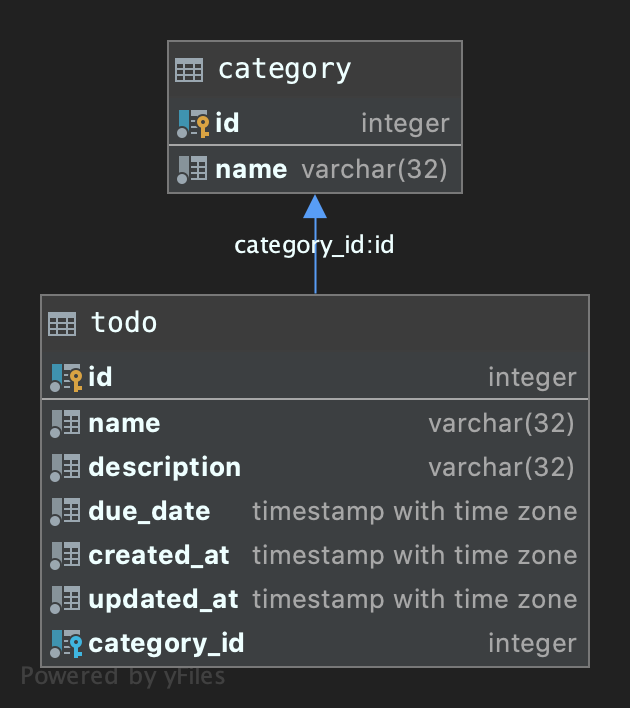 category
id integer
name varchar(32)
category_id:id
todo
id integer
name varchar(32)
description varchar(32)
due_date timestamp with time zone
created_at timestamp with time zone
updated_at timestamp with time zone
category_id integer
Powered by yFiles